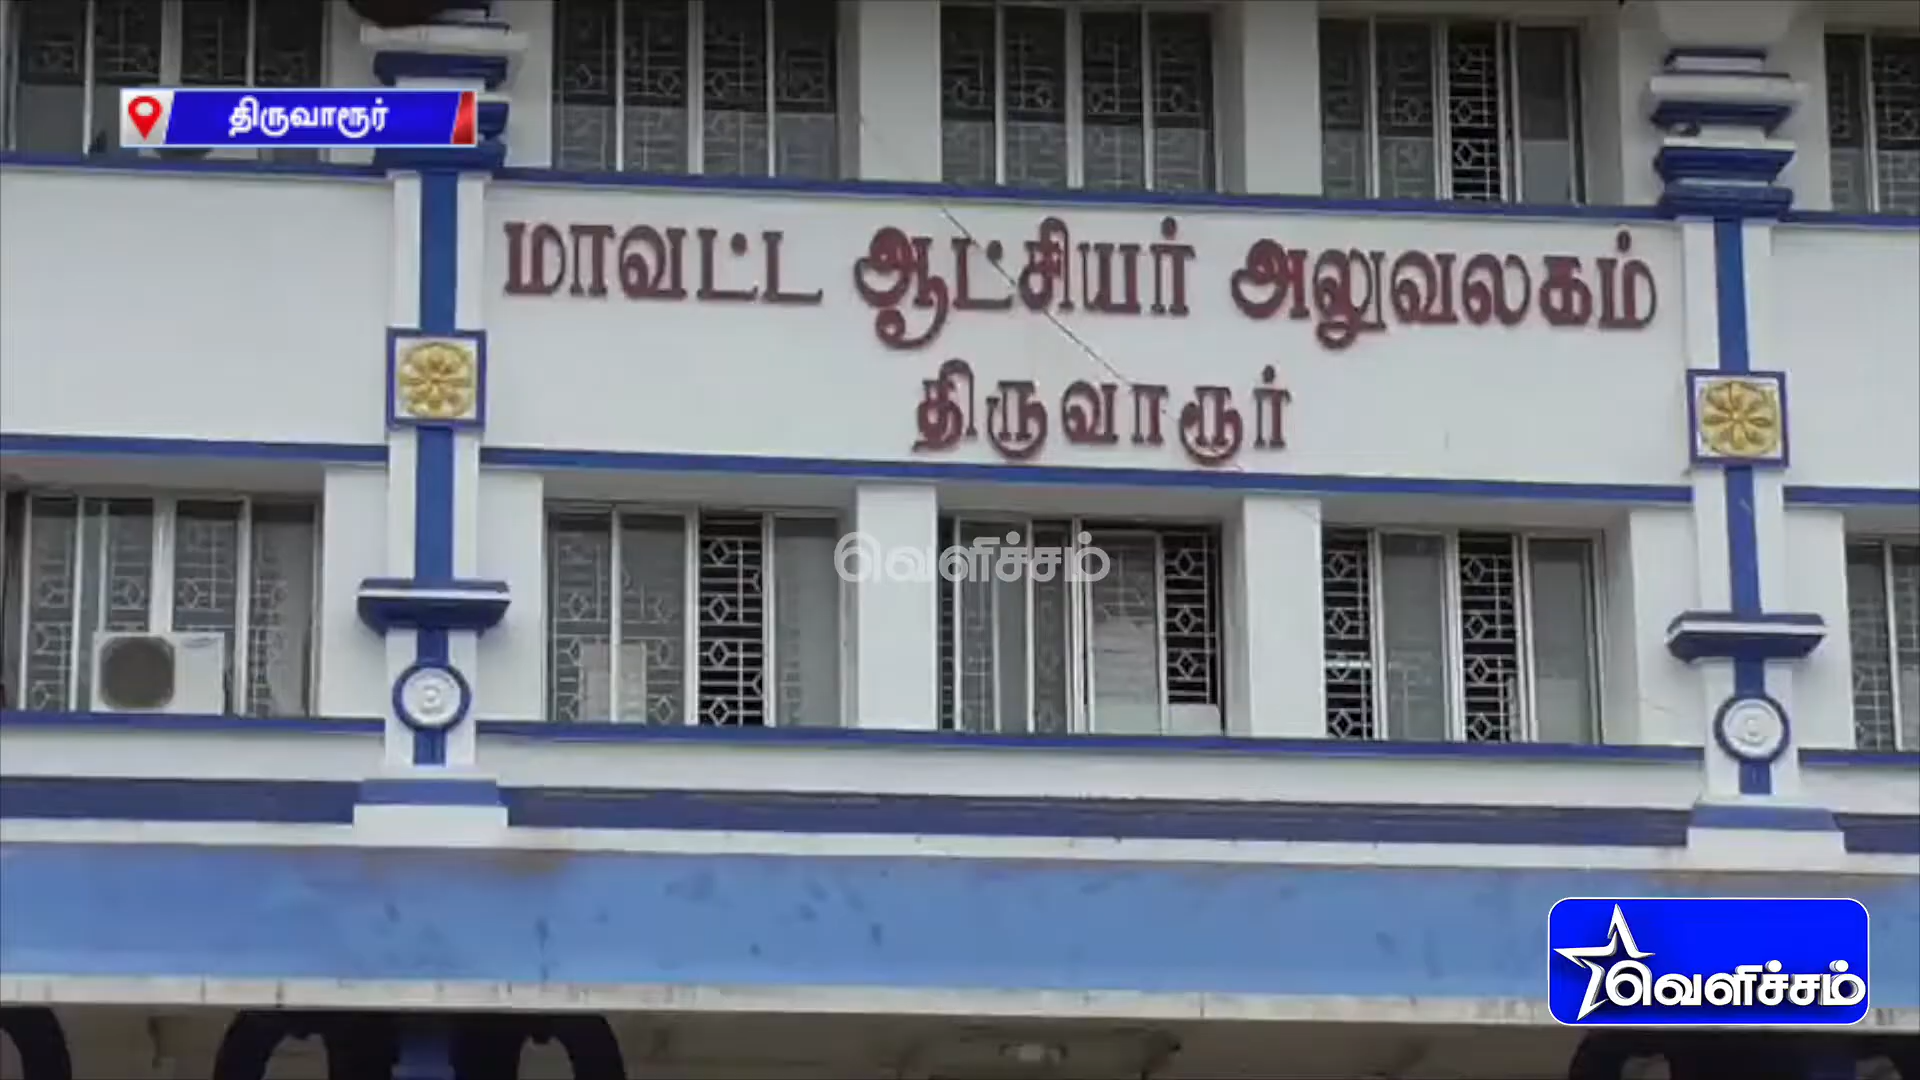 திருவாரூர்
மாவட்ட ஆட்சியர் அலுவலகம்
திருவாரூர்
வெளிச்சம்
வெளிச்சம்